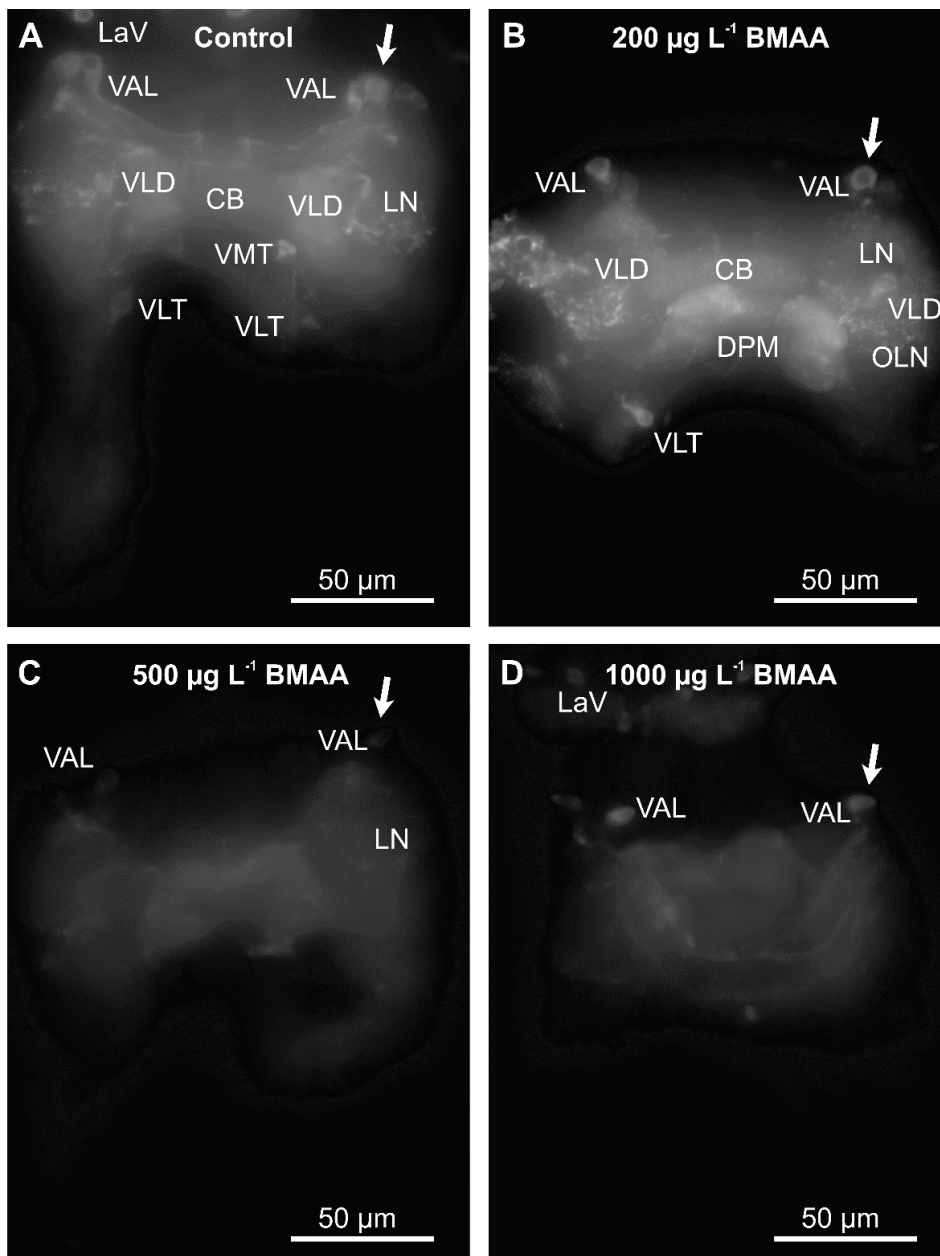 A
LaV
Control
VAL
VAL
VLD
CB
VLD
LN
VMT
VLT
VLT
50 µm
B
200 µg L⁻¹ BMAA
VAL
VAL
LN
VLD
CB
VLD
DPM
OLN
VLT
50 µm
C
500 µg L⁻¹ BMAA
VAL
VAL
LN
50 µm
D
1000 µg L⁻¹ BMAA
LaV
VAL
VAL
50 µm